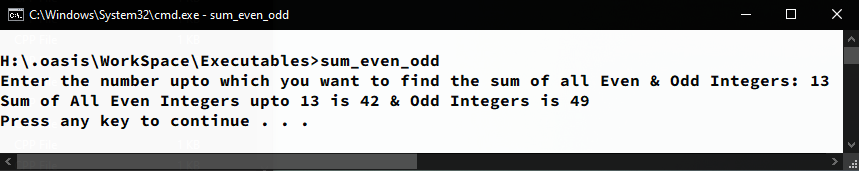 C:\Windows\System32\cmd.exe - sum_even_odd
H:\.oasis\WorkSpace\Executables>sum_even_odd
Enter the number upto which you want to find the sum of all Even & Odd Integers: 13
Sum of All Even Integers upto 13 is 42 & Odd Integers is 49
Press any key to continue . . .